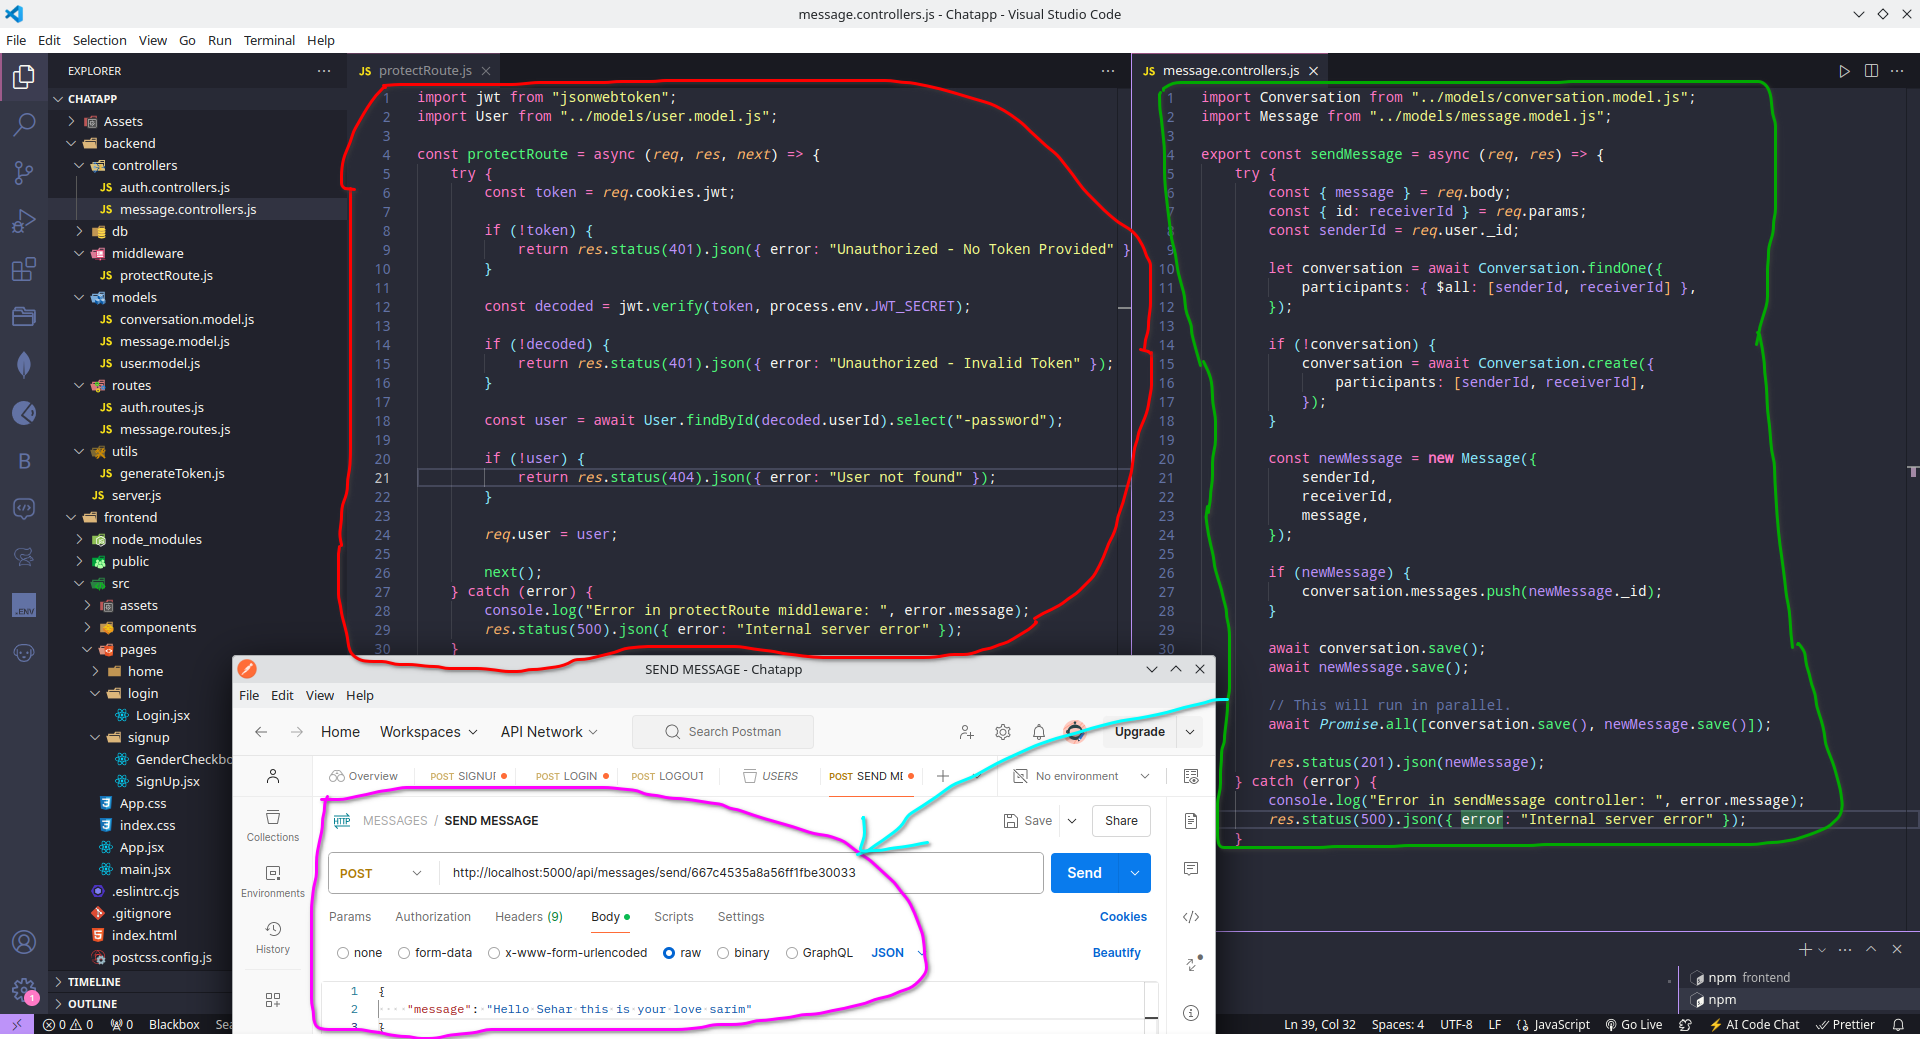 message.controllers.js - Chatapp - Visual Studio Code
File Edit Selection View Go Run Terminal Help
EXPLORER
CHATAPP
Assets
backend
controllers
JS auth.controllers.js
JS message.controllers.js
db
middleware
JS protectRoute.js
models
JS conversation.model.js
JS message.model.js
JS user.model.js
routes
JS auth.routes.js
JS message.routes.js
utils
JS generateToken.js
JS server.js
frontend
node_modules
public
src
assets
components
pages
home
login
Login.jsx
signup
GenderCheckbo
SignUp.jsx
App.css
index.css
App.jsx
main.jsx
.eslintrc.cjs
.gitignore
index.html
postcss.config.js
TIMELINE
OUTLINE
JS protectRoute.js
1 import jwt from "jsonwebtoken";
2 import User from "../models/user.model.js";
3
4 const protectRoute = async (req, res, next) => {
5 try {
6 const token = req.cookies.jwt;
7
8 if (!token) {
9 return res.status(401).json({ error: "Unauthorized - No Token Provided" }
10 }
11
12 const decoded = jwt.verify(token, process.env.JWT_SECRET);
13
14 if (!decoded) {
15 return res.status(401).json({ error: "Unauthorized - Invalid Token" });
16 }
17
18 const user = await User.findById(decoded.userId).select("-password");
19
20 if (!user) {
21 return res.status(404).json({ error: "User not found" });
22 }
23
24 req.user = user;
25
26 next();
27 } catch (error) {
28 console.log("Error in protectRoute middleware: ", error.message);
29 res.status(500).json({ error: "Internal server error" });
30 }
JS message.controllers.js
1 import Conversation from "../models/conversation.model.js";
2 import Message from "../models/message.model.js";
3
4 export const sendMessage = async (req, res) => {
5 try {
6 const { message } = req.body;
7 const { id: receiverId } = req.params;
8 const senderId = req.user._id;
9
10 let conversation = await Conversation.findOne({
11 participants: { $all: [senderId, receiverId] },
12 });
13
14 if (!conversation) {
15 conversation = await Conversation.create({
16 participants: [senderId, receiverId],
17 });
18 }
19
20 const newMessage = new Message({
21 senderId,
22 receiverId,
23 message,
24 });
25
26 if (newMessage) {
27 conversation.messages.push(newMessage._id);
28 }
29
30 await conversation.save();
await newMessage.save();
// This will run in parallel.
await Promise.all([conversation.save(), newMessage.save()]);
res.status(201).json(newMessage);
} catch (error) {
console.log("Error in sendMessage controller: ", error.message);
res.status(500).json({ error: "Internal server error" });
}
SEND MESSAGE - Chatapp
File Edit View Help
Home Workspaces API Network Search Postman Upgrade
Overview POST SIGNUP POST LOGIN POST LOGOUT USERS POST SEND ME No environment
Collections
Environments
History
HTTP MESSAGES / SEND MESSAGE Save Share
POST http://localhost:5000/api/messages/send/667c4535a8a56ff1fbe30033 Send
Params Authorization Headers (9) Body Scripts Settings Cookies
none form-data x-www-form-urlencoded raw binary GraphQL JSON Beautify
1 {
2 "message": "Hello Sehar this is your love sarim"
3 }
npm frontend
npm
1
.ENV
B
0 0 0 Blackbox Sea
Ln 39, Col 32 Spaces: 4 UTF-8 LF JavaScript Go Live AI Code Chat Prettier